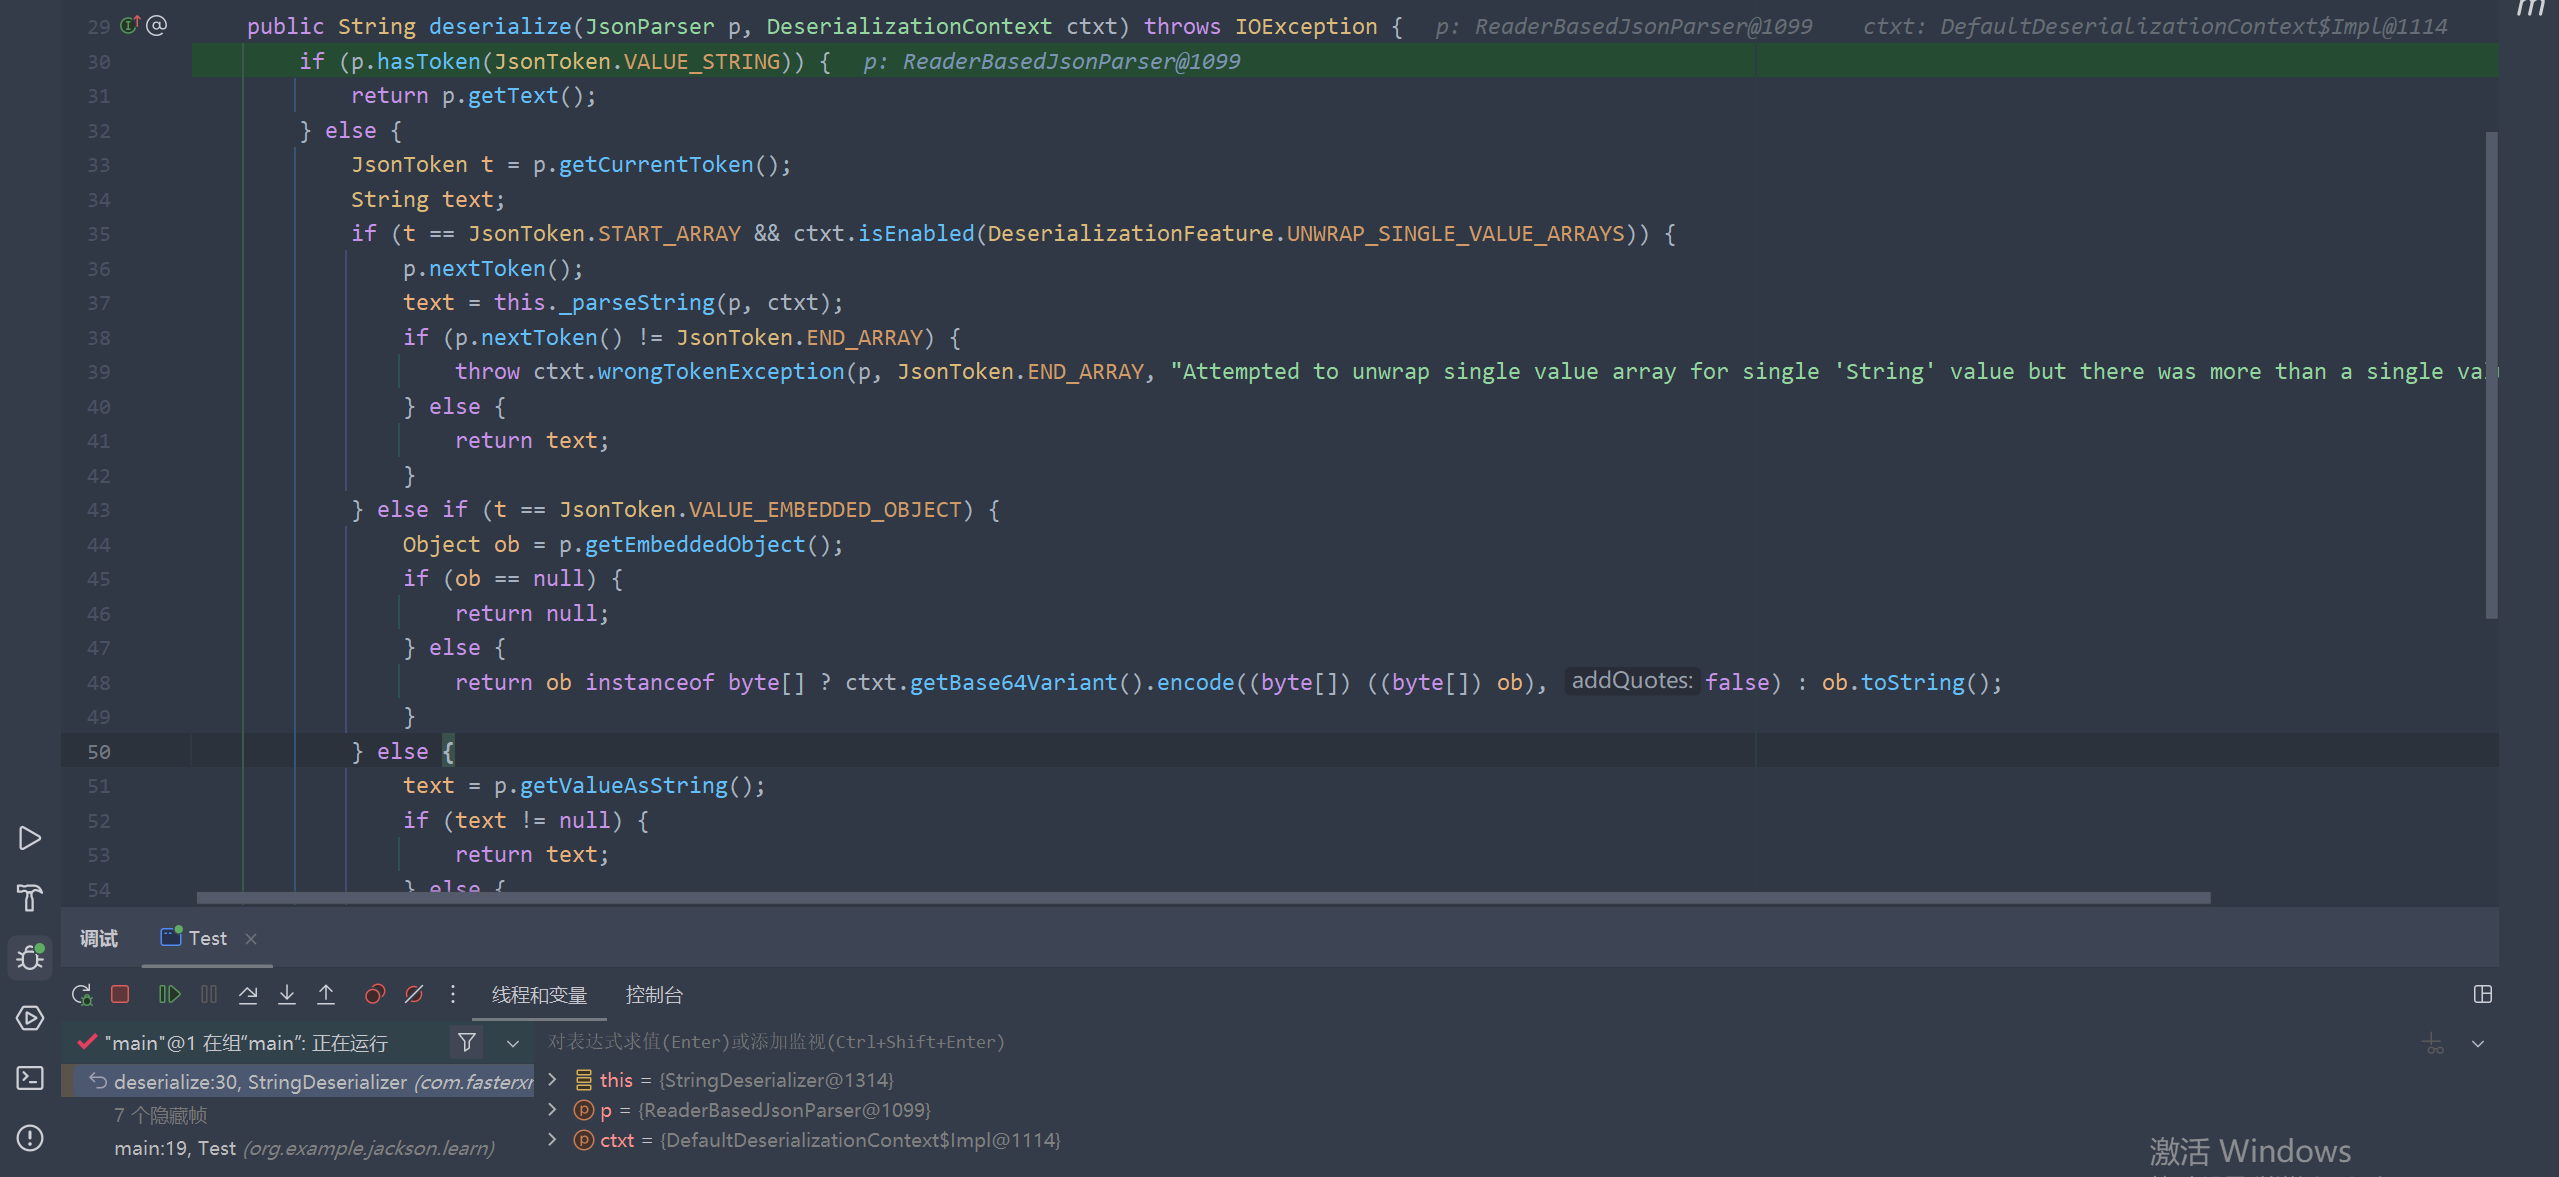 29 public String deserialize(JsonParser p, DeserializationContext ctxt) throws IOException { p: ReaderBasedJsonParser@1099 ctxt: DefaultDeserializationContext$Impl@1114
30 if (p.hasToken(JsonToken.VALUE_STRING)) { p: ReaderBasedJsonParser@1099
31 return p.getText();
32 } else {
33 JsonToken t = p.getCurrentToken();
34 String text;
35 if (t == JsonToken.START_ARRAY && ctxt.isEnabled(DeserializationFeature.UNWRAP_SINGLE_VALUE_ARRAYS)) {
36 p.nextToken();
37 text = this._parseString(p, ctxt);
38 if (p.nextToken() != JsonToken.END_ARRAY) {
39 throw ctxt.wrongTokenException(p, JsonToken.END_ARRAY, "Attempted to unwrap single value array for single 'String' value but there was more than a single val
40 } else {
41 return text;
42 }
43 } else if (t == JsonToken.VALUE_EMBEDDED_OBJECT) {
44 Object ob = p.getEmbeddedObject();
45 if (ob == null) {
46 return null;
47 } else {
48 return ob instanceof byte[] ? ctxt.getBase64Variant().encode((byte[]) ((byte[]) ob), addQuotes: false) : ob.toString();
49 }
50 } else {
51 text = p.getValueAsString();
52 if (text != null) {
53 return text;
54 } else {
调试 Test
线程和变量 控制台
"main"@1 在组"main": 正在运行
对表达式求值(Enter)或添加监视(Ctrl+Shift+Enter)
deserialize:30, StringDeserializer (com.fasterxr
this = {StringDeserializer@1314}
7 个隐藏帧
p = {ReaderBasedJsonParser@1099}
main:19, Test (org.example.jackson.learn)
ctxt = {DefaultDeserializationContext$Impl@1114}
激活 Windows